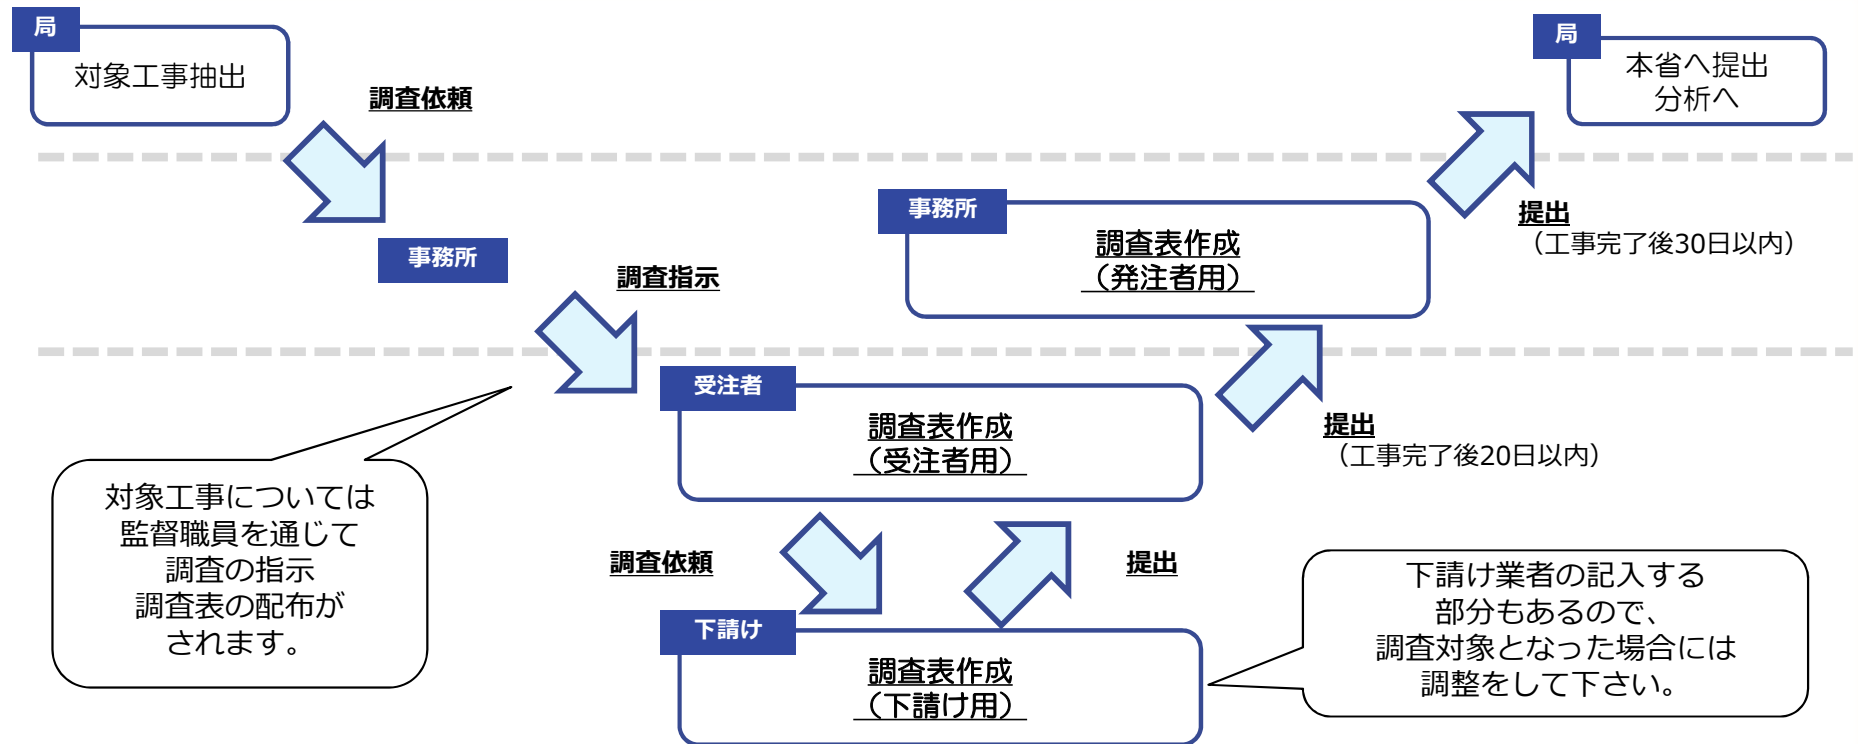 局
対象工事抽出
調査依頼
局
本省へ提出
分析へ
事務所
調査指示
事務所
調査表作成
（発注者用）
提出
（工事完了後30日以内）
受注者
調査表作成
（受注者用）
提出
（工事完了後20日以内）
対象工事については
監督職員を通じて
調査の指示
調査表の配布が
されます。
調査依頼
提出
下請け
調査表作成
（下請け用）
下請け業者の記入する
部分もあるので、
調査対象となった場合には
調整をして下さい。